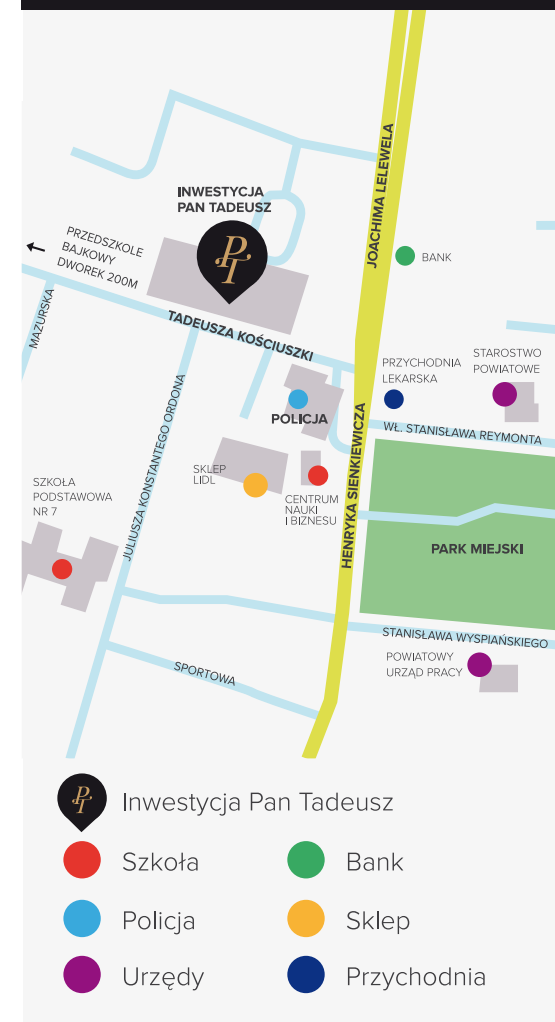 JOACHIMA LELEWELA
INWESTYCJA
PAN TADEUSZ
PT
PRZEDSZKOLE
BAJKOWY
DWOREK 200M
BANK
MAZURSKA
TADEUSZA KOŚCIUSZKI
PRZYCHODNIA
LEKARSKA
STAROSTWO
POWIATOWE
POLICJA
WŁ. STANISŁAWA REYMONTA
JULIUSZA KONSTANTEGO ORDONA
HENRYKA SIENKIEWICZA
SKLEP
LIDL
SZKOŁA
PODSTAWOWA
NR 7
CENTRUM
NAUKI
I BIZNESU
PARK MIEJSKI
STANISŁAWA WYSPIAŃSKIEGO
POWIATOWY
URZĄD PRACY
SPORTOWA
PT
Inwestycja Pan Tadeusz
Szkoła
Bank
Policja
Sklep
Urzędy
Przychodnia